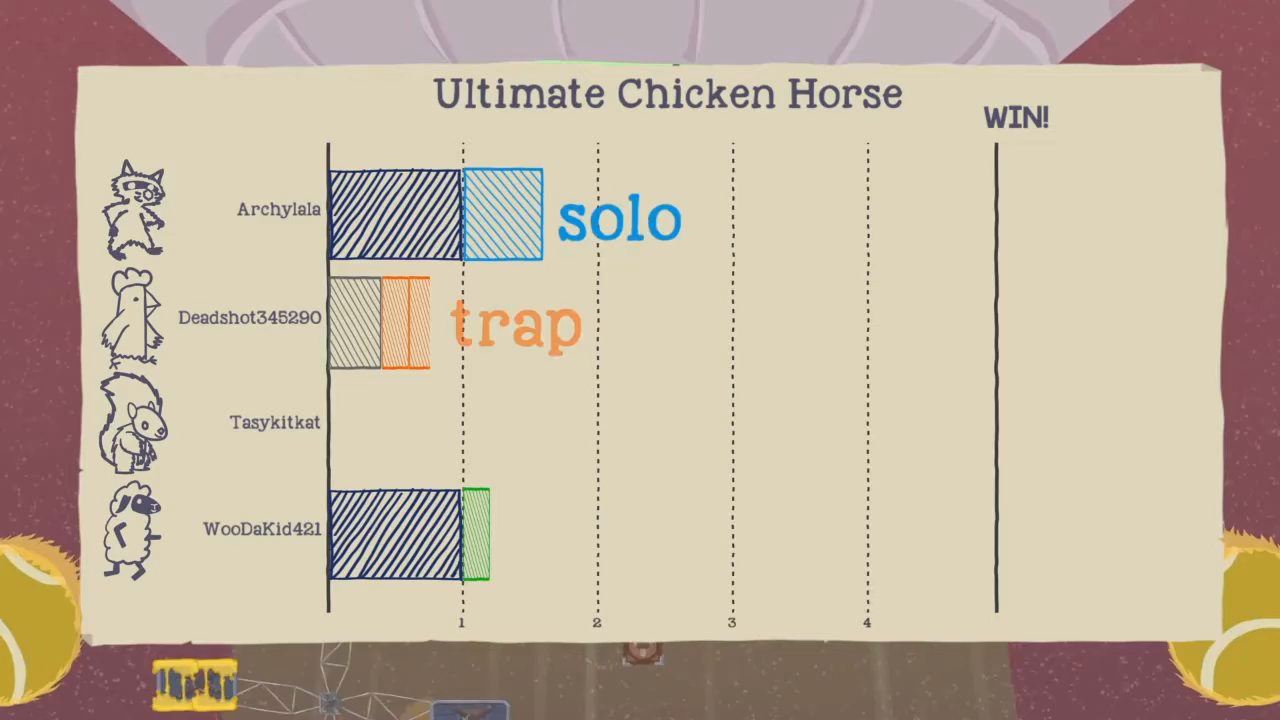 Ultimate Chicken Horse
WIN!
Archylala
solo
Deadshot345290
trap
Tasykitkat
WooDaKid421
1 2 3 4